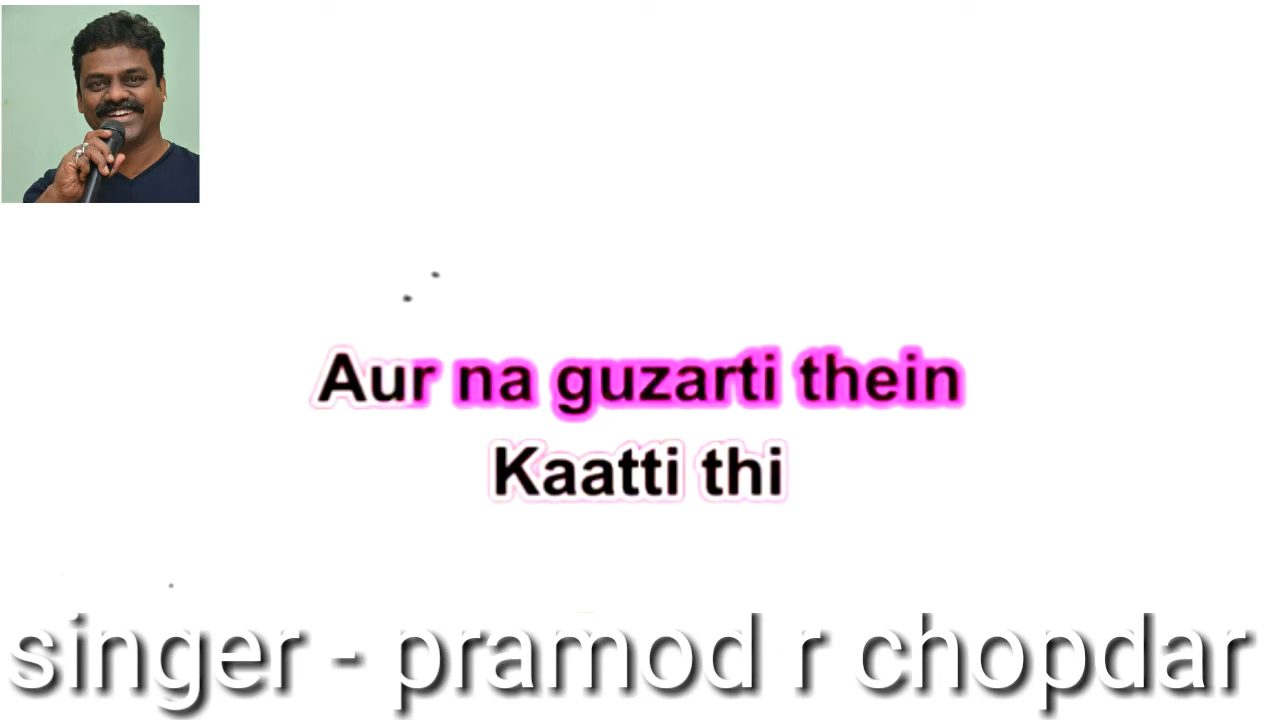 Aur na guzarti thein
Kaatti thi
singer - pramod r chopdar